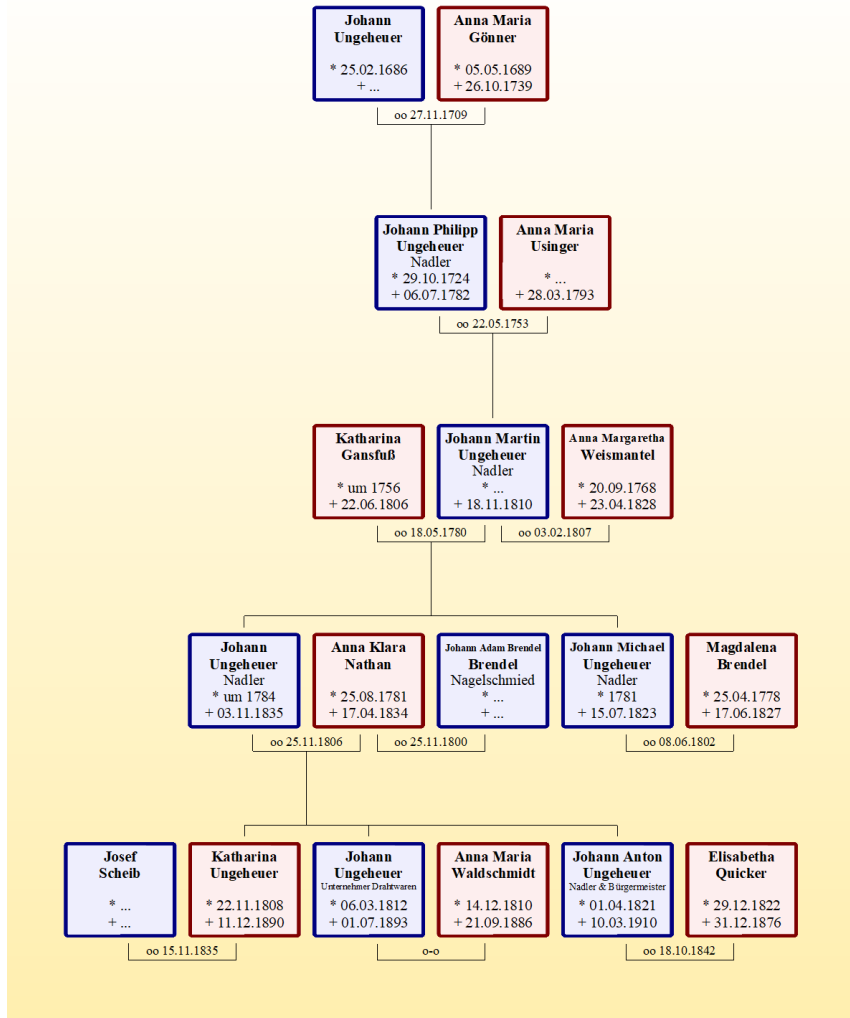 Johann
Ungeheuer
* 25.02.1686
+ ...
Anna Maria
Gönner
* 05.05.1689
+ 26.10.1739
oo 27.11.1709
Johann Philipp
Ungeheuer
Nadler
* 29.10.1724
+ 06.07.1782
Anna Maria
Usinger
* ...
+ 28.03.1793
oo 22.05.1753
Katharina
Gansfuß
* um 1756
+ 22.06.1806
Johann Martin
Ungeheuer
Nadler
* ...
+ 18.11.1810
Anna Margaretha
Weismantel
* 20.09.1768
+ 23.04.1828
oo 18.05.1780
oo 03.02.1807
Johann
Ungeheuer
Nadler
* um 1784
+ 03.11.1835
Anna Klara
Nathan
* 25.08.1781
+ 17.04.1834
Johann Adam Brendel
Brendel
Nagelschmied
* ...
+ ...
Johann Michael
Ungeheuer
Nadler
* 1781
+ 15.07.1823
Magdalena
Brendel
* 25.04.1778
+ 17.06.1827
oo 25.11.1806
oo 25.11.1800
oo 08.06.1802
Josef
Scheib
* ...
+ ...
Katharina
Ungeheuer
* 22.11.1808
+ 11.12.1890
Johann
Ungeheuer
Unternehmer Drahtwaren
* 06.03.1812
+ 01.07.1893
Anna Maria
Waldschmidt
* 14.12.1810
+ 21.09.1886
Johann Anton
Ungeheuer
Nadler & Bürgermeister
* 01.04.1821
+ 10.03.1910
Elisabetha
Quicker
* 29.12.1822
+ 31.12.1876
oo 15.11.1835
o-o
oo 18.10.1842